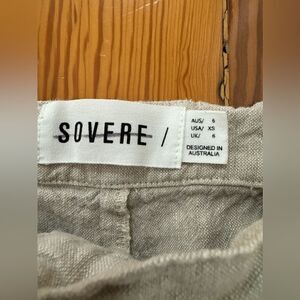 SOVERE /
AUS/ 6
USA/ XS
UK/ 6
DESIGNED IN
AUSTRALIA